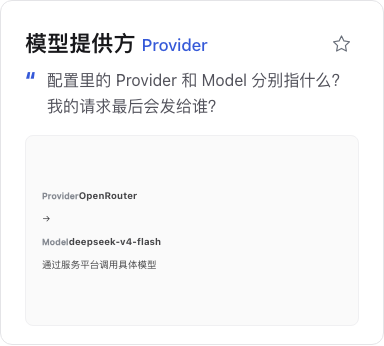 模型提供方 Provider
“ 配置里的 Provider 和 Model 分别指什么?
我的请求最后会发给谁?
ProviderOpenRouter
→
Modeldeepseek-v4-flash
通过服务平台调用具体模型